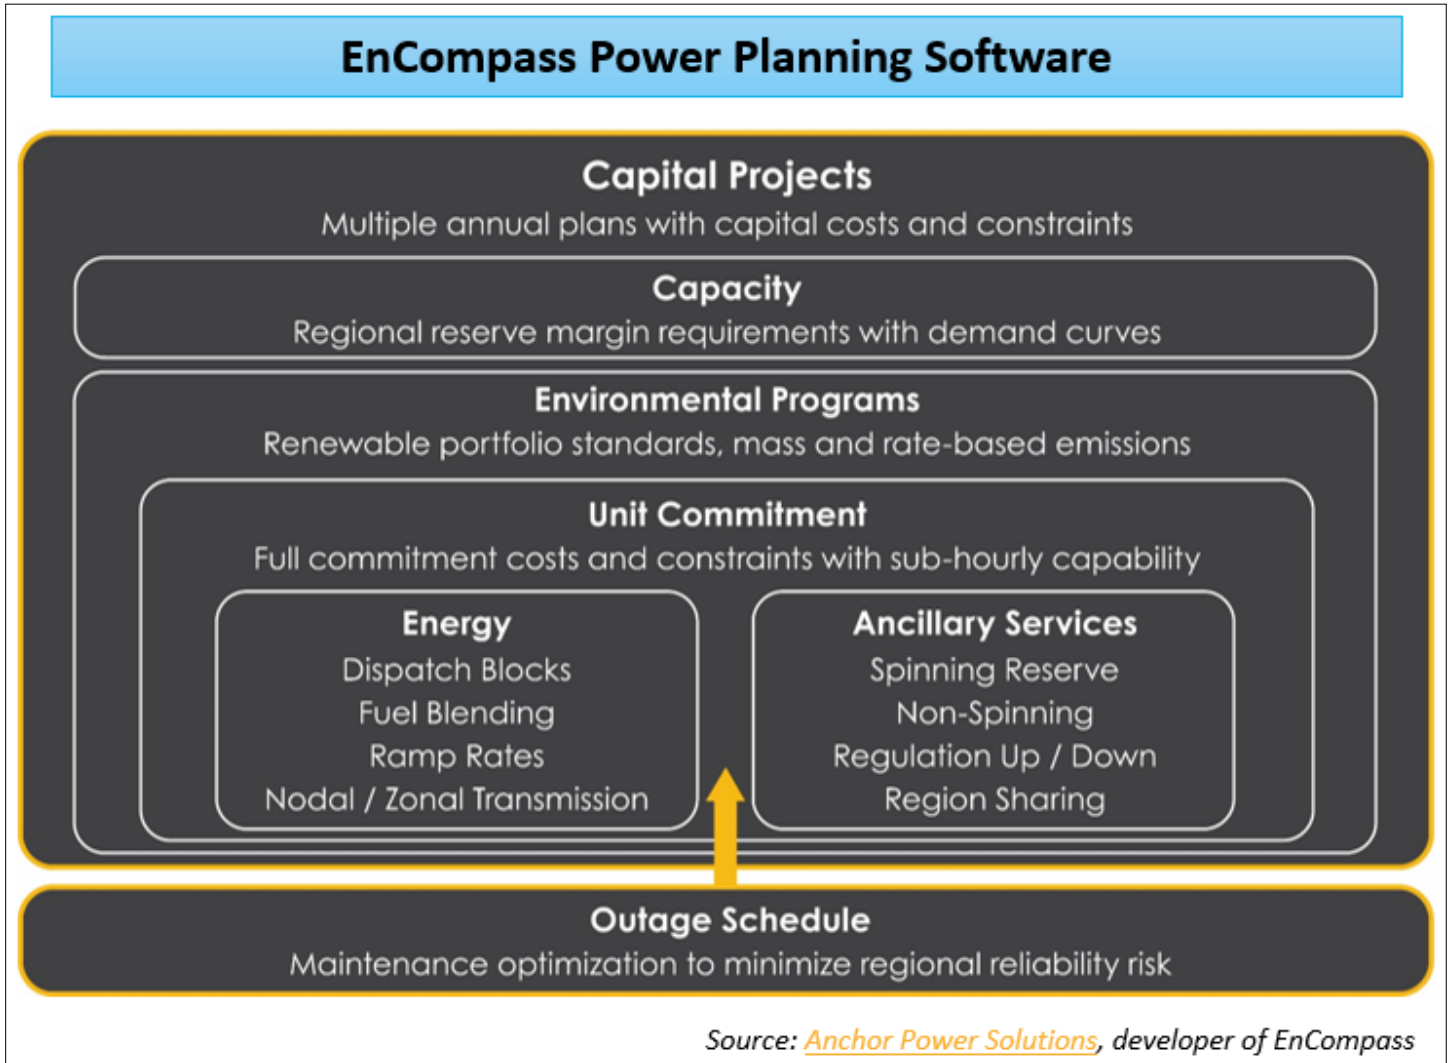 EnCompass Power Planning Software
Capital Projects
Multiple annual plans with capital costs and constraints
Capacity
Regional reserve margin requirements with demand curves
Environmental Programs
Renewable portfolio standards, mass and rate-based emissions
Unit Commitment
Full commitment costs and constraints with sub-hourly capability
Energy
Dispatch Blocks
Fuel Blending
Ramp Rates
Nodal / Zonal Transmission
Ancillary Services
Spinning Reserve
Non-Spinning
Regulation Up / Down
Region Sharing
Outage Schedule
Maintenance optimization to minimize regional reliability risk
Source: Anchor Power Solutions, developer of EnCompass